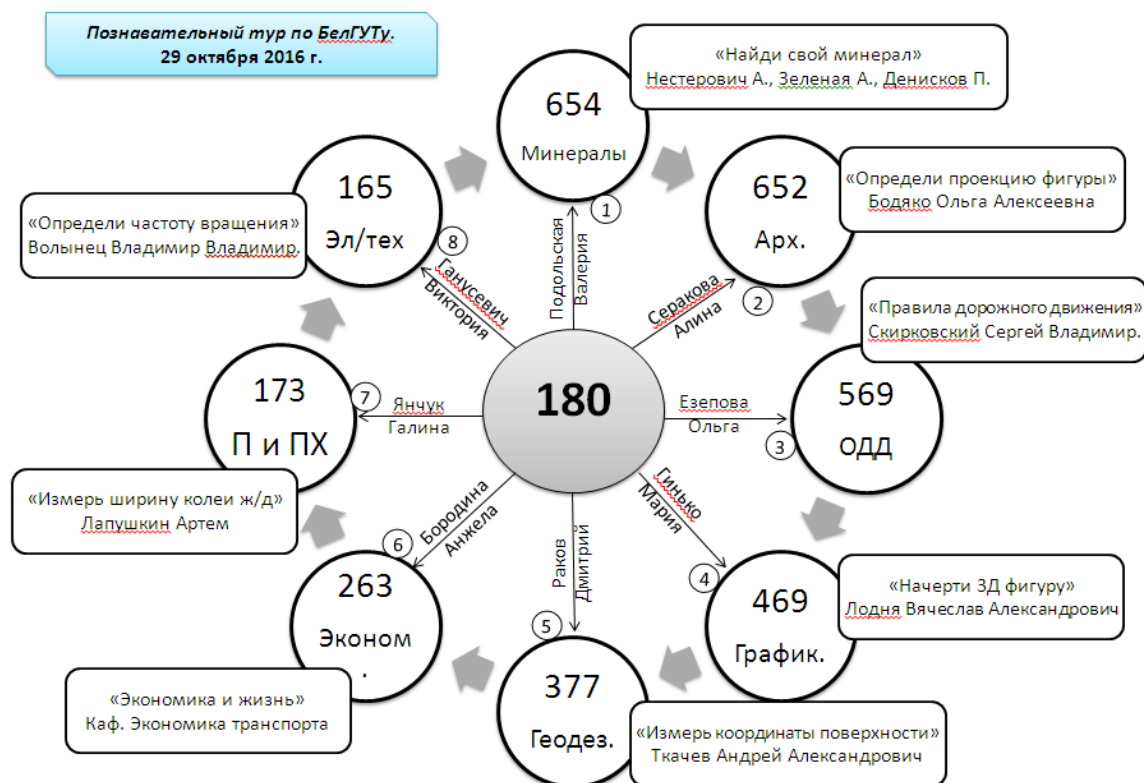 Познавательный тур по БелГУТу.
29 октября 2016 г.
«Найди свой минерал»
Нестерович А., Зеленая А., Денисков П.
654
Минералы
1
Подольская
Валерия
652
Арх.
2
«Определи проекцию фигуры»
Бодяко Ольга Алексеевна
Серакова
Алина
«Правила дорожного движения»
Скирковский Сергей Владимир.
569
ОДД
3
Езепова
Ольга
180
«Начерти 3Д фигуру»
Лодня Вячеслав Александрович
469
График.
4
Гинько
Мария
«Измерь координаты поверхности»
Ткачев Андрей Александрович
377
Геодез.
5
Раков
Дмитрий
263
Эконом
.
6
Бородина
Анжела
«Экономика и жизнь»
Каф. Экономика транспорта
173
П и ПХ
7
Янчук
Галина
«Измерь ширину колеи ж/д»
Лапушкин Артем
165
Эл/тех
8
Ганусевич
Виктория
«Определи частоту вращения»
Волынец Владимир Владимир.